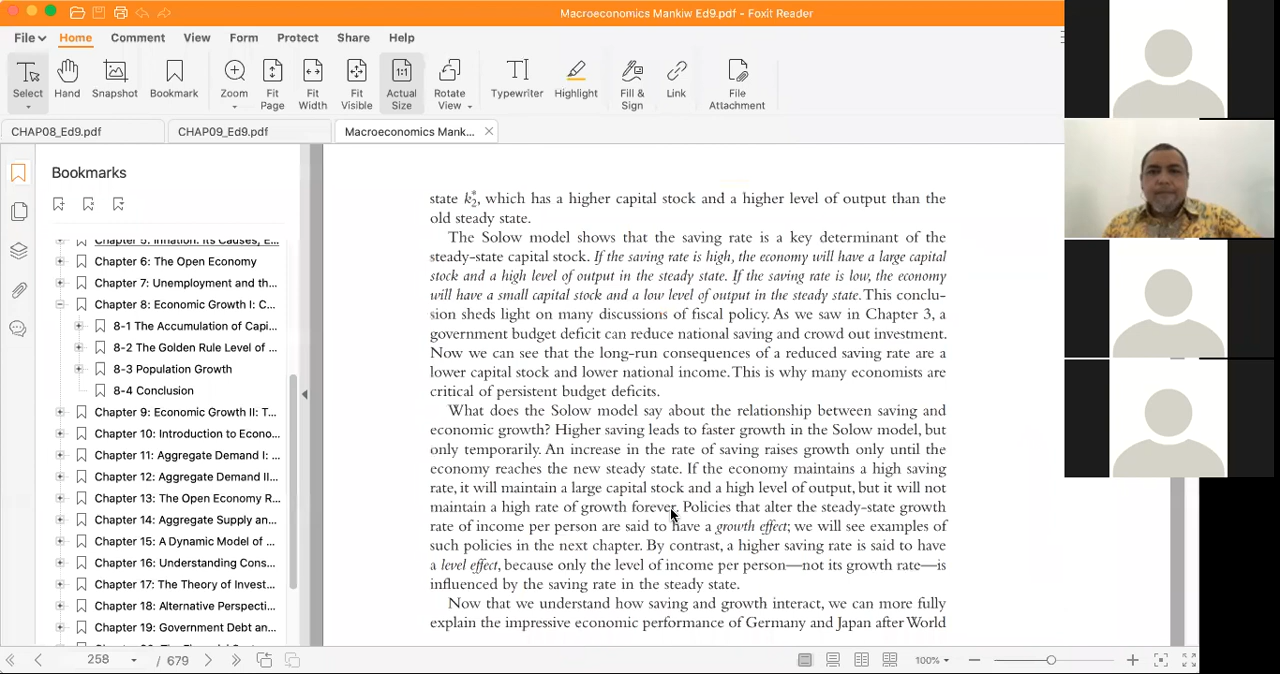 Macroeconomics Mankiw Ed9.pdf - Foxit Reader
File Home Comment View Form Protect Share Help
Select
Hand
Snapshot
Bookmark
Zoom
Fit Page
Fit Width
Fit Visible
Actual Size
Rotate View
Typewriter
Highlight
Fill & Sign
Link
File Attachment
CHAP08_Ed9.pdf
CHAP09_Ed9.pdf
Macroeconomics Mank...
Bookmarks
Chapter 5: Inflation: Its Causes, E...
Chapter 6: The Open Economy
Chapter 7: Unemployment and th...
Chapter 8: Economic Growth I: C...
8-1 The Accumulation of Capi...
8-2 The Golden Rule Level of ...
8-3 Population Growth
8-4 Conclusion
Chapter 9: Economic Growth II: T...
Chapter 10: Introduction to Econo...
Chapter 11: Aggregate Demand I: ...
Chapter 12: Aggregate Demand II...
Chapter 13: The Open Economy R...
Chapter 14: Aggregate Supply an...
Chapter 15: A Dynamic Model of ...
Chapter 16: Understanding Cons...
Chapter 17: The Theory of Invest...
Chapter 18: Alternative Perspecti...
Chapter 19: Government Debt an...
state k₂*, which has a higher capital stock and a higher level of output than the
old steady state.
The Solow model shows that the saving rate is a key determinant of the
steady-state capital stock. If the saving rate is high, the economy will have a large capital
stock and a high level of output in the steady state. If the saving rate is low, the economy
will have a small capital stock and a low level of output in the steady state. This conclu-
sion sheds light on many discussions of fiscal policy. As we saw in Chapter 3, a
government budget deficit can reduce national saving and crowd out investment.
Now we can see that the long-run consequences of a reduced saving rate are a
lower capital stock and lower national income. This is why many economists are
critical of persistent budget deficits.
What does the Solow model say about the relationship between saving and
economic growth? Higher saving leads to faster growth in the Solow model, but
only temporarily. An increase in the rate of saving raises growth only until the
economy reaches the new steady state. If the economy maintains a high saving
rate, it will maintain a large capital stock and a high level of output, but it will not
maintain a high rate of growth forever. Policies that alter the steady-state growth
rate of income per person are said to have a growth effect; we will see examples of
such policies in the next chapter. By contrast, a higher saving rate is said to have
a level effect, because only the level of income per person—not its growth rate—is
influenced by the saving rate in the steady state.
Now that we understand how saving and growth interact, we can more fully
explain the impressive economic performance of Germany and Japan after World
258 / 679
100%